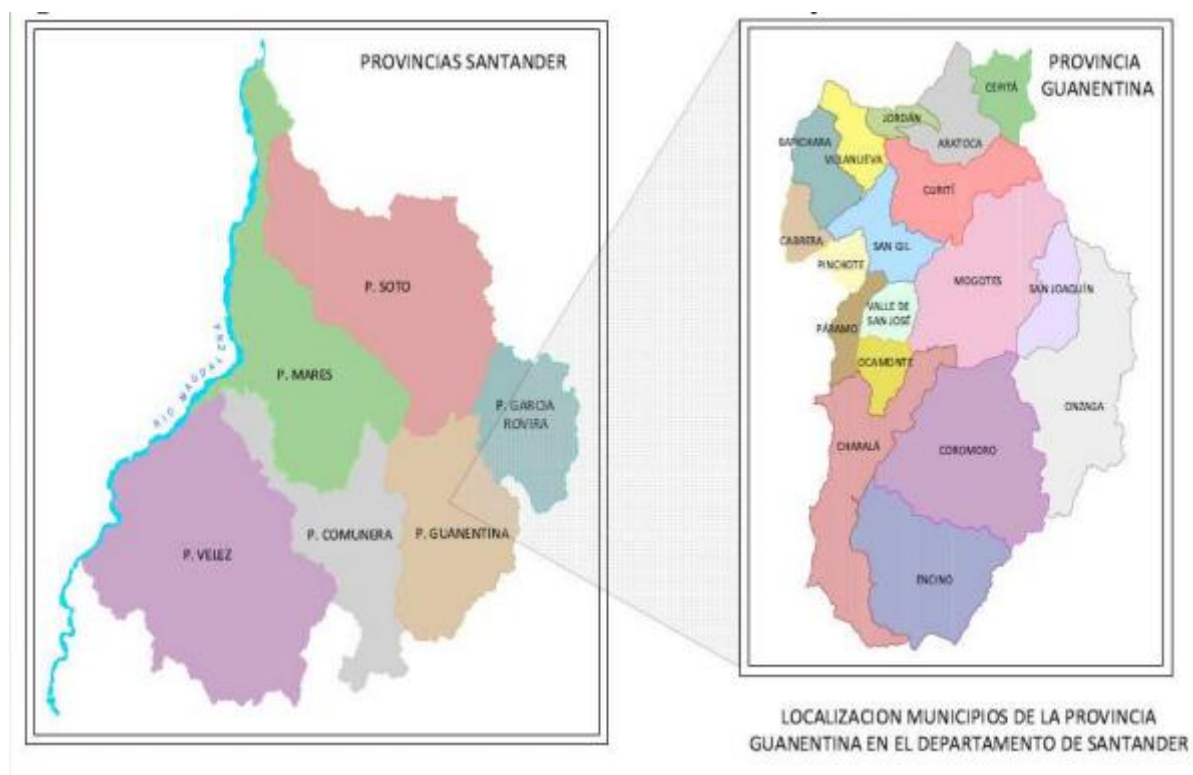 PROVINCIAS SANTANDER
P. SOTO
P. MARES
RIO MAGDALENA
P. GARCIA
ROVIRA
P. COMUNERA
P. GUANENTINA
P. VELEZ
PROVINCIA
GUANENTINA
CEPITÁ
JORDÁN
ARATOCA
BARICHARA
VILLANUEVA
CURITÍ
CABRERA
SAN GIL
PINCHOTE
MOGOTES
SAN JOAQUÍN
VALLE DE
SAN JOSÉ
PÁRAMO
OCAMONTE
ONZAGA
CHARALÁ
COROMORO
ENCINO
LOCALIZACION MUNICIPIOS DE LA PROVINCIA
GUANENTINA EN EL DEPARTAMENTO DE SANTANDER